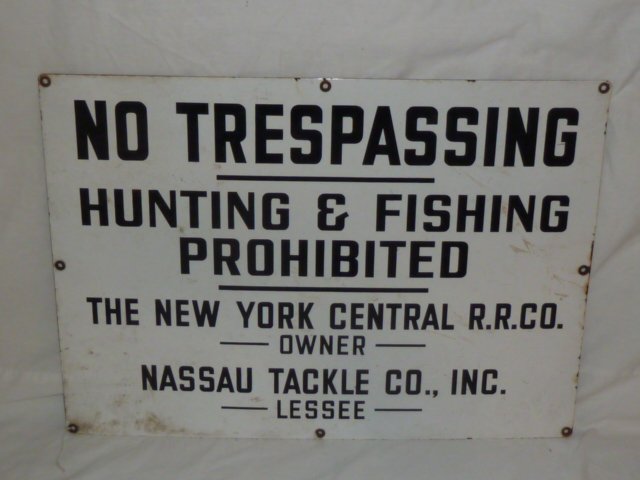 NO TRESPASSING
HUNTING & FISHING
PROHIBITED
THE NEW YORK CENTRAL R.R.CO.
OWNER
NASSAU TACKLE CO., INC.
LESSEE